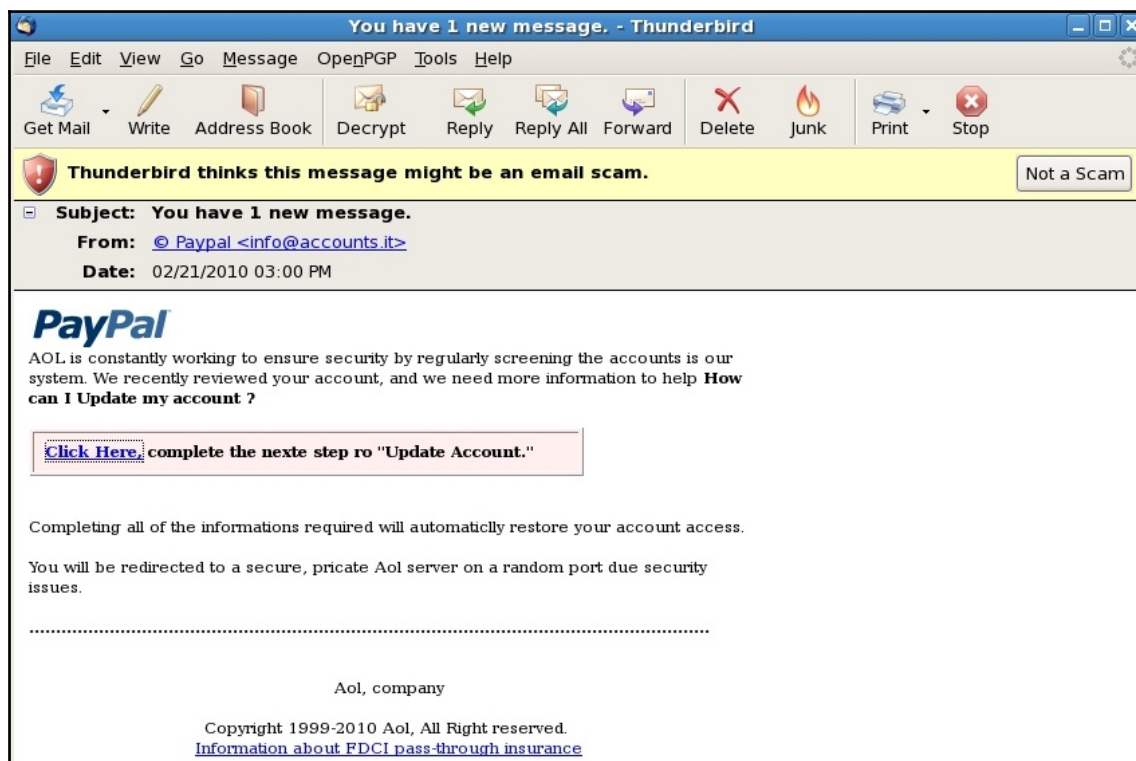 You have 1 new message. - Thunderbird
File Edit View Go Message OpenPGP Tools Help
Get Mail Write Address Book Decrypt Reply Reply All Forward Delete Junk Print Stop
Thunderbird thinks this message might be an email scam. Not a Scam
Subject: You have 1 new message.
From: © Paypal <info@accounts.it>
Date: 02/21/2010 03:00 PM
PayPal
AOL is constantly working to ensure security by regularly screening the accounts is our
system. We recently reviewed your account, and we need more information to help How
can I Update my account ?
Click Here, complete the nexte step ro "Update Account."
Completing all of the informations required will automaticlly restore your account access.
You will be redirected to a secure, pricate Aol server on a random port due security
issues.
Aol, company
Copyright 1999-2010 Aol, All Right reserved.
Information about FDCI pass-through insurance